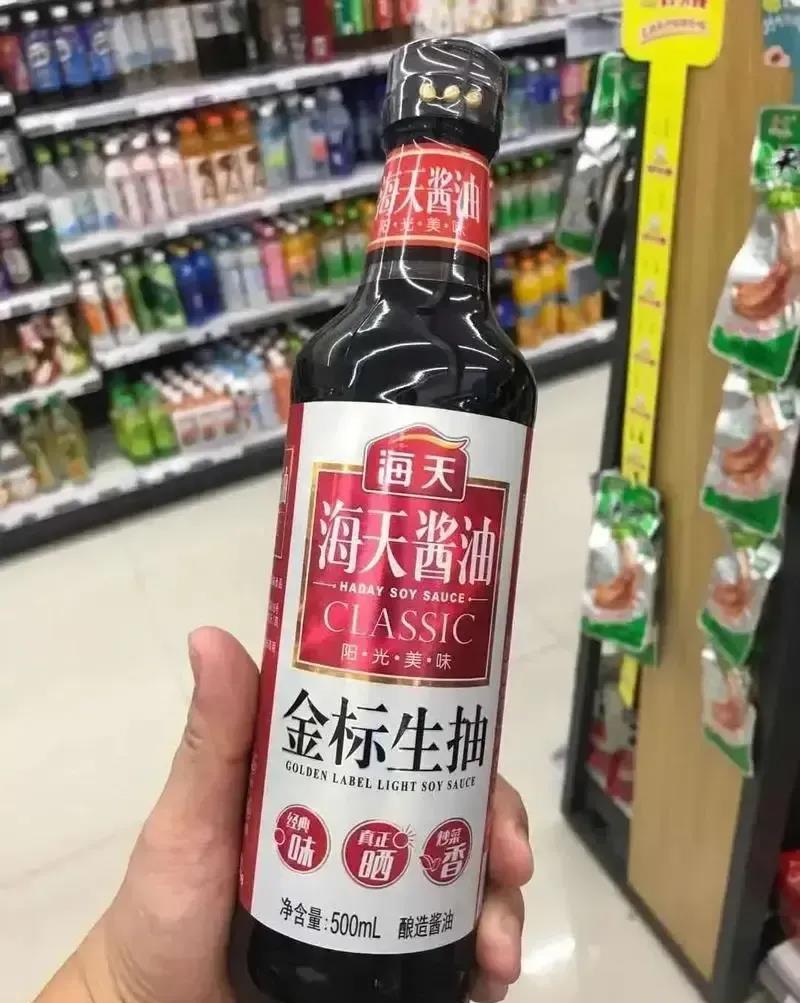 海天酱油
阳·光·美·味
海天
海天酱油
HADAY SOY SAUCE
CLASSIC
阳·光·美·味
金标生抽
GOLDEN LABEL LIGHT SOY SAUCE
经典
味
真正
晒
炒菜
香
净含量:500mL 酿造酱油